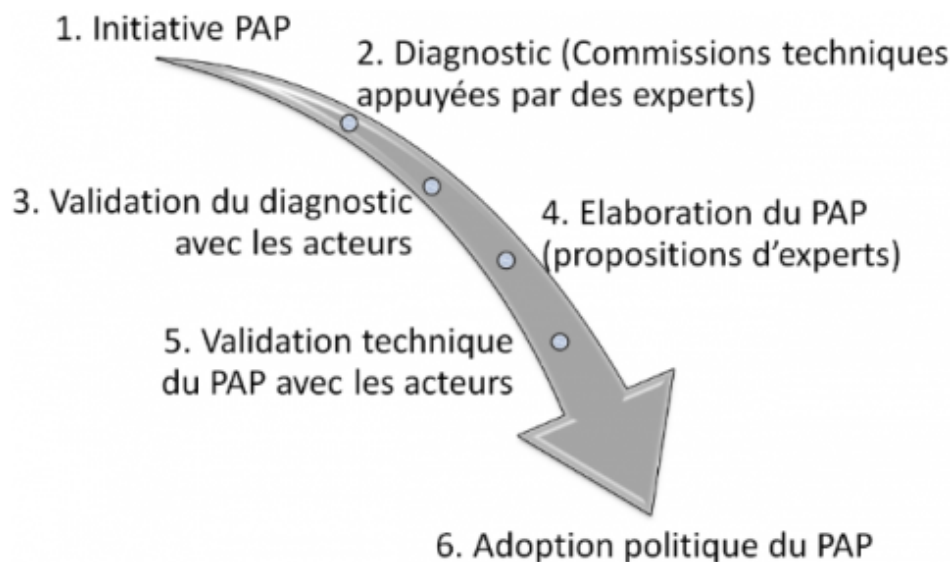 1. Initiative PAP
2. Diagnostic (Commissions techniques
appuyées par des experts)
3. Validation du diagnostic
avec les acteurs
4. Elaboration du PAP
(propositions d’experts)
5. Validation technique
du PAP avec les acteurs
6. Adoption politique du PAP